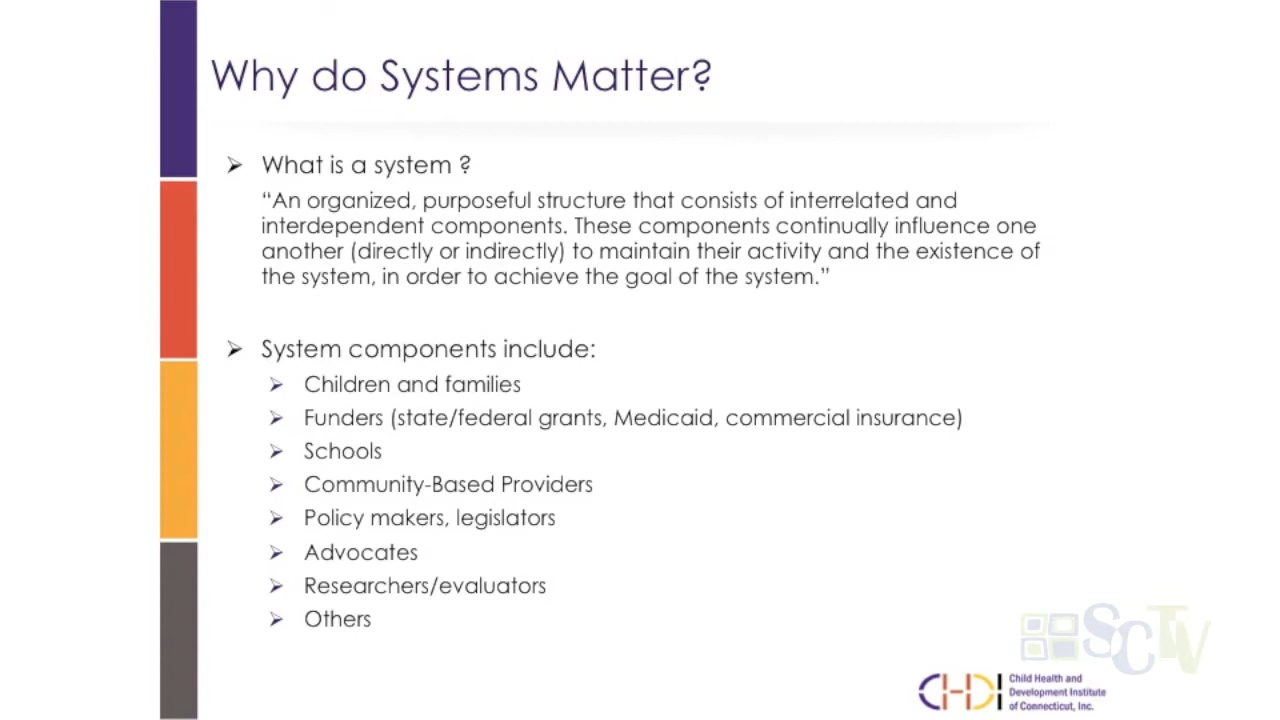 Why do Systems Matter?
What is a system ?
“An organized, purposeful structure that consists of interrelated and
interdependent components. These components continually influence one
another (directly or indirectly) to maintain their activity and the existence of
the system, in order to achieve the goal of the system.”
System components include:
Children and families
Funders (state/federal grants, Medicaid, commercial insurance)
Schools
Community-Based Providers
Policy makers, legislators
Advocates
Researchers/evaluators
Others
SCTV
CHDI
Child Health and
Development Institute
of Connecticut, Inc.